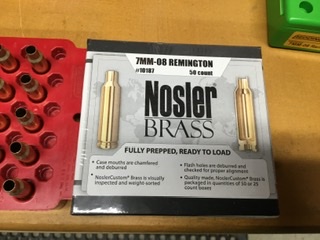 7MM-08 REMINGTON
#10187 50 count
Nosler
BRASS
FULLY PREPPED, READY TO LOAD
• Case mouths are chamfered
and deburred
• NoslerCustom® Brass is visually
inspected and weight-sorted
• Flash holes are deburred and
checked for proper alignment
• Quality made, NoslerCustom® Brass is
packaged in quantities of 50 or 25
count boxes